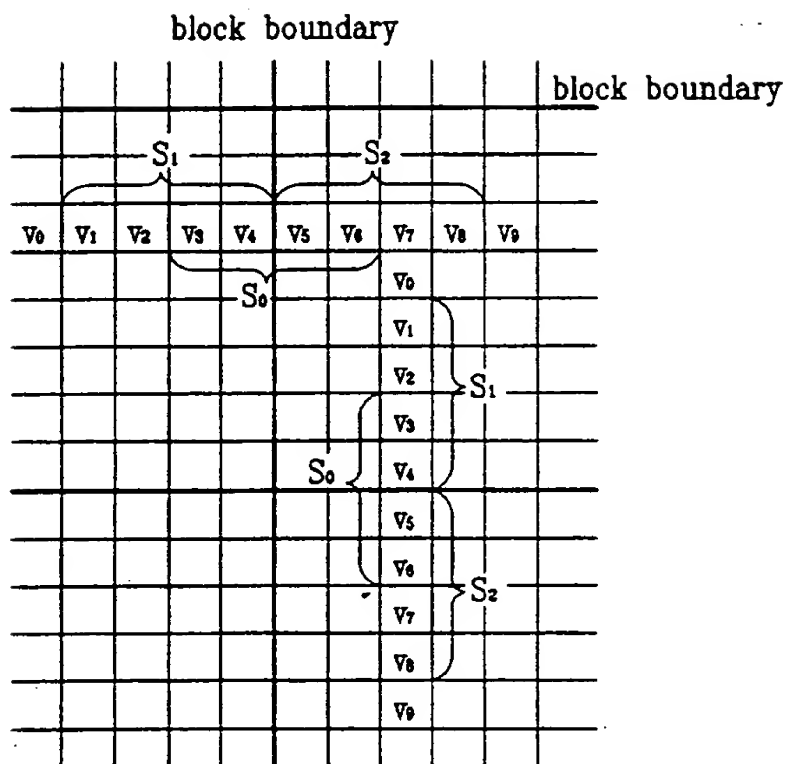 block boundary
block boundary
S₁ S₂
V₀ V₁ V₂ V₃ V₄ V₅ V₆ V₇ V₈ V₉
S₀
V₀
V₁
V₂
S₁
V₃
S₀
V₄
V₅
V₆
S₂
V₇
V₈
V₉